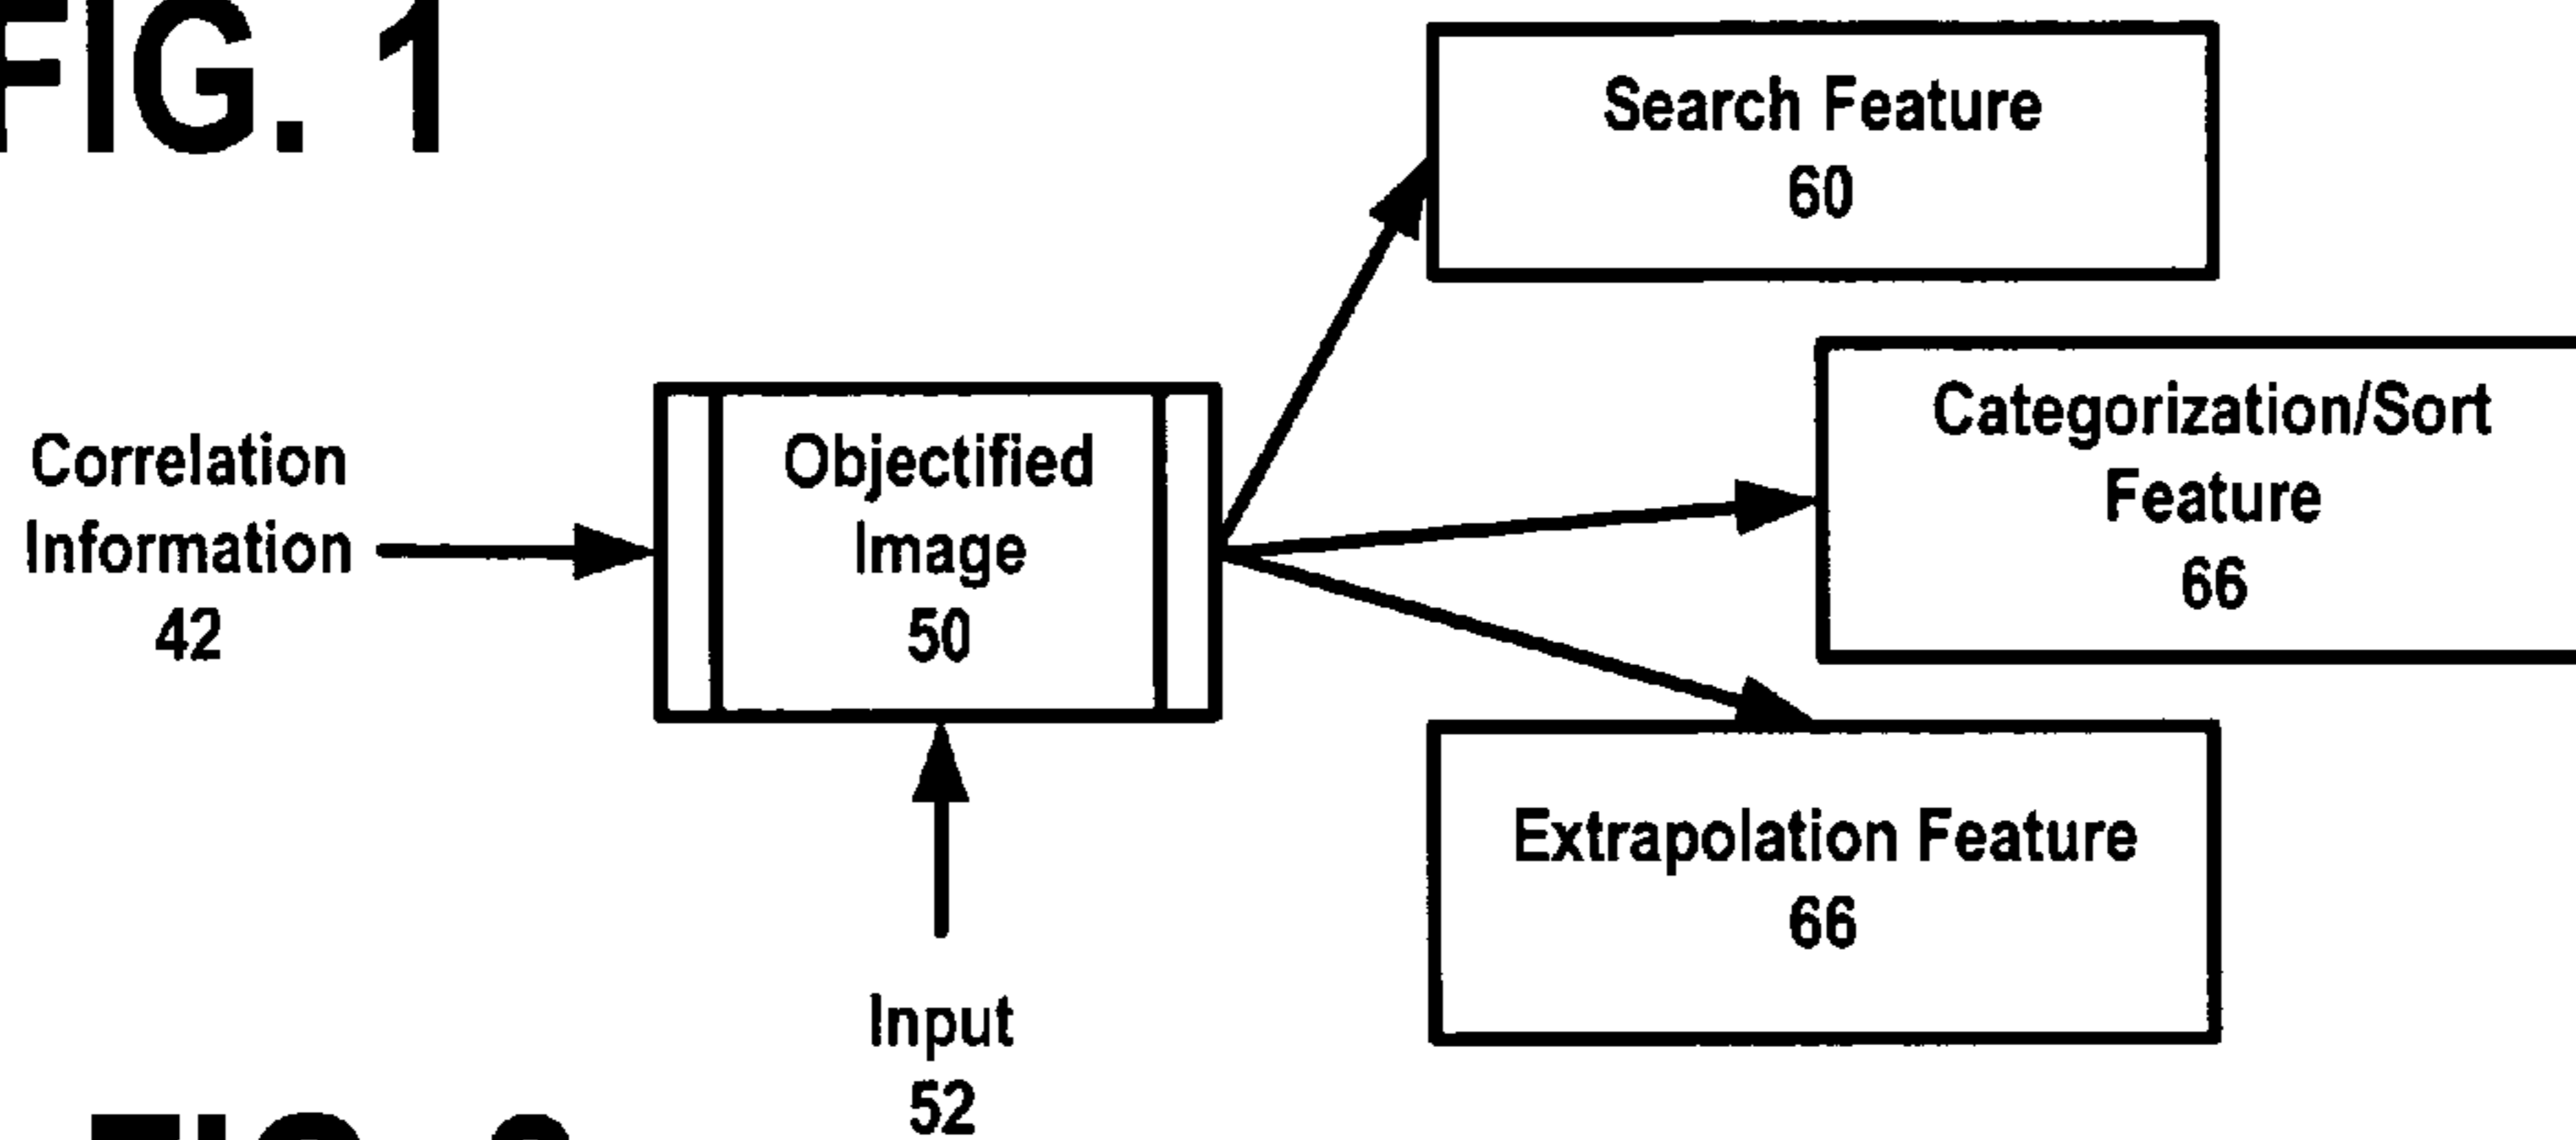 FIG. 1
Search Feature
60
Categorization/Sort
Feature
66
Correlation
Information
42
Objectified
Image
50
Extrapolation Feature
66
Input
52